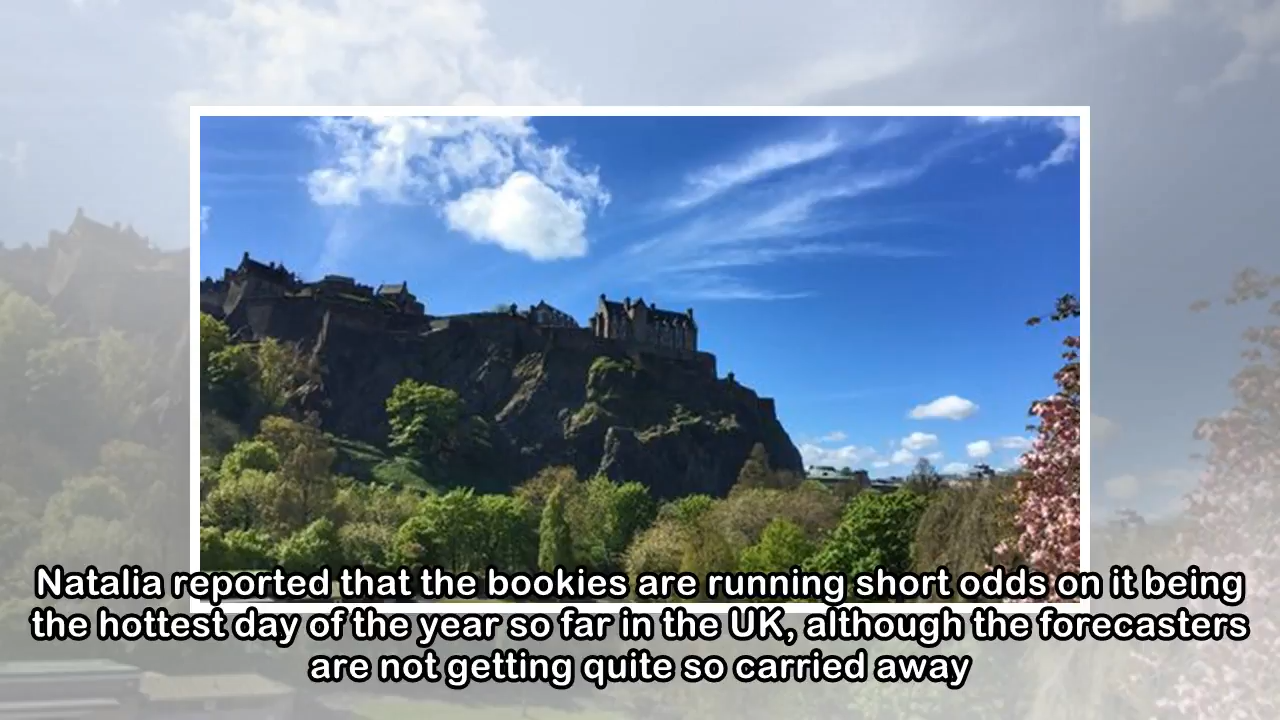 Natalia reported that the bookies are running short odds on it being
the hottest day of the year so far in the UK, although the forecasters
are not getting quite so carried away